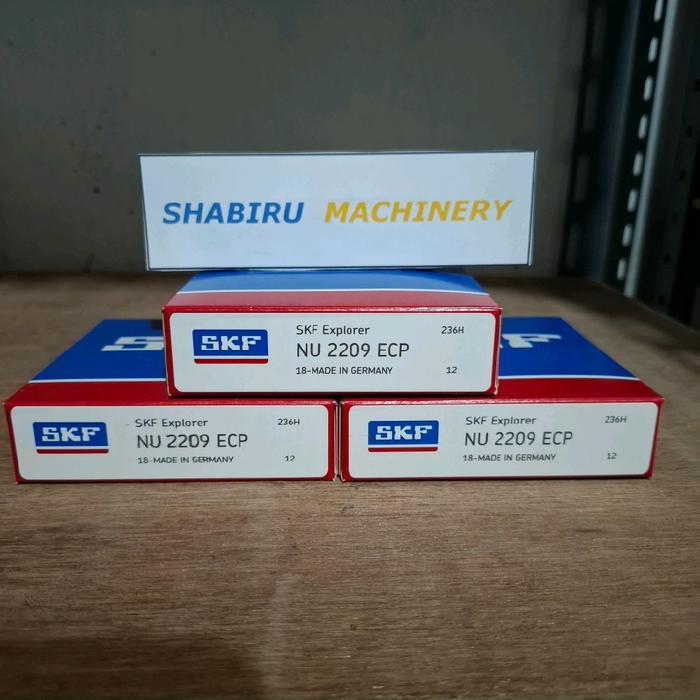 SHABIRU MACHINERY
SKF
SKF Explorer
236H
NU 2209 ECP
18-MADE IN GERMANY
12
SKF
SKF
SKF Explorer
236H
NU 2209 ECP
18-MADE IN GERMANY
12
SKF
SKF Explorer
236H
NU 2209 ECP
18-MADE IN GERMANY
12